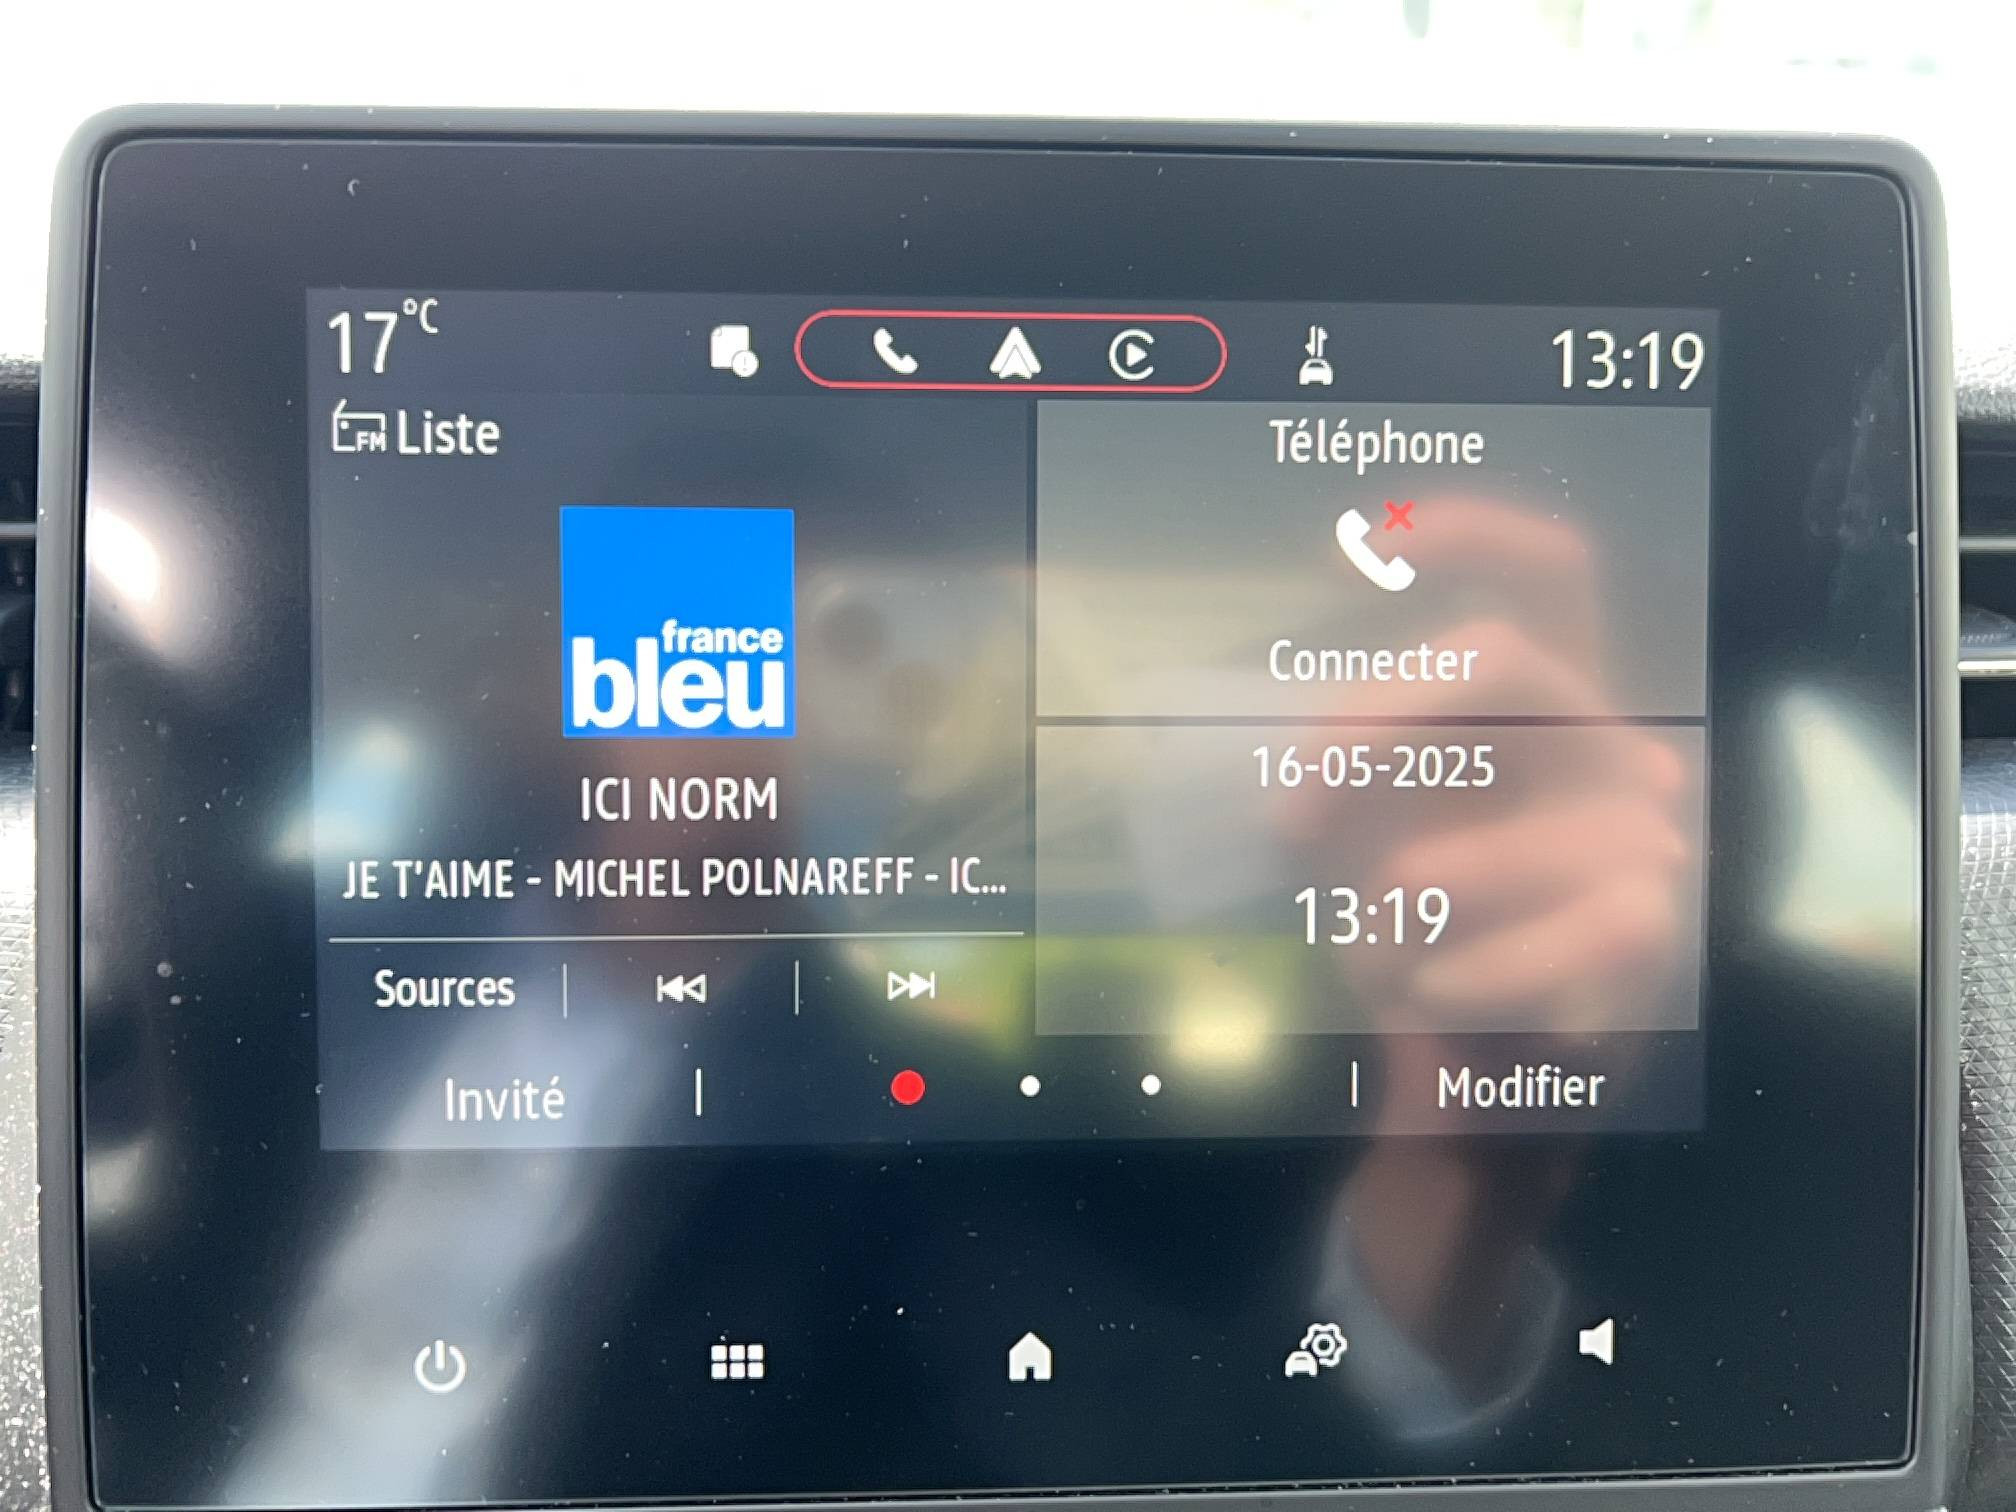 17°C
13:19
FM Liste
france
bleu
ICI NORM
JE T'AIME - MICHEL POLNAREFF - IC...
Sources
Téléphone
Connecter
16-05-2025
13:19
Invité
Modifier